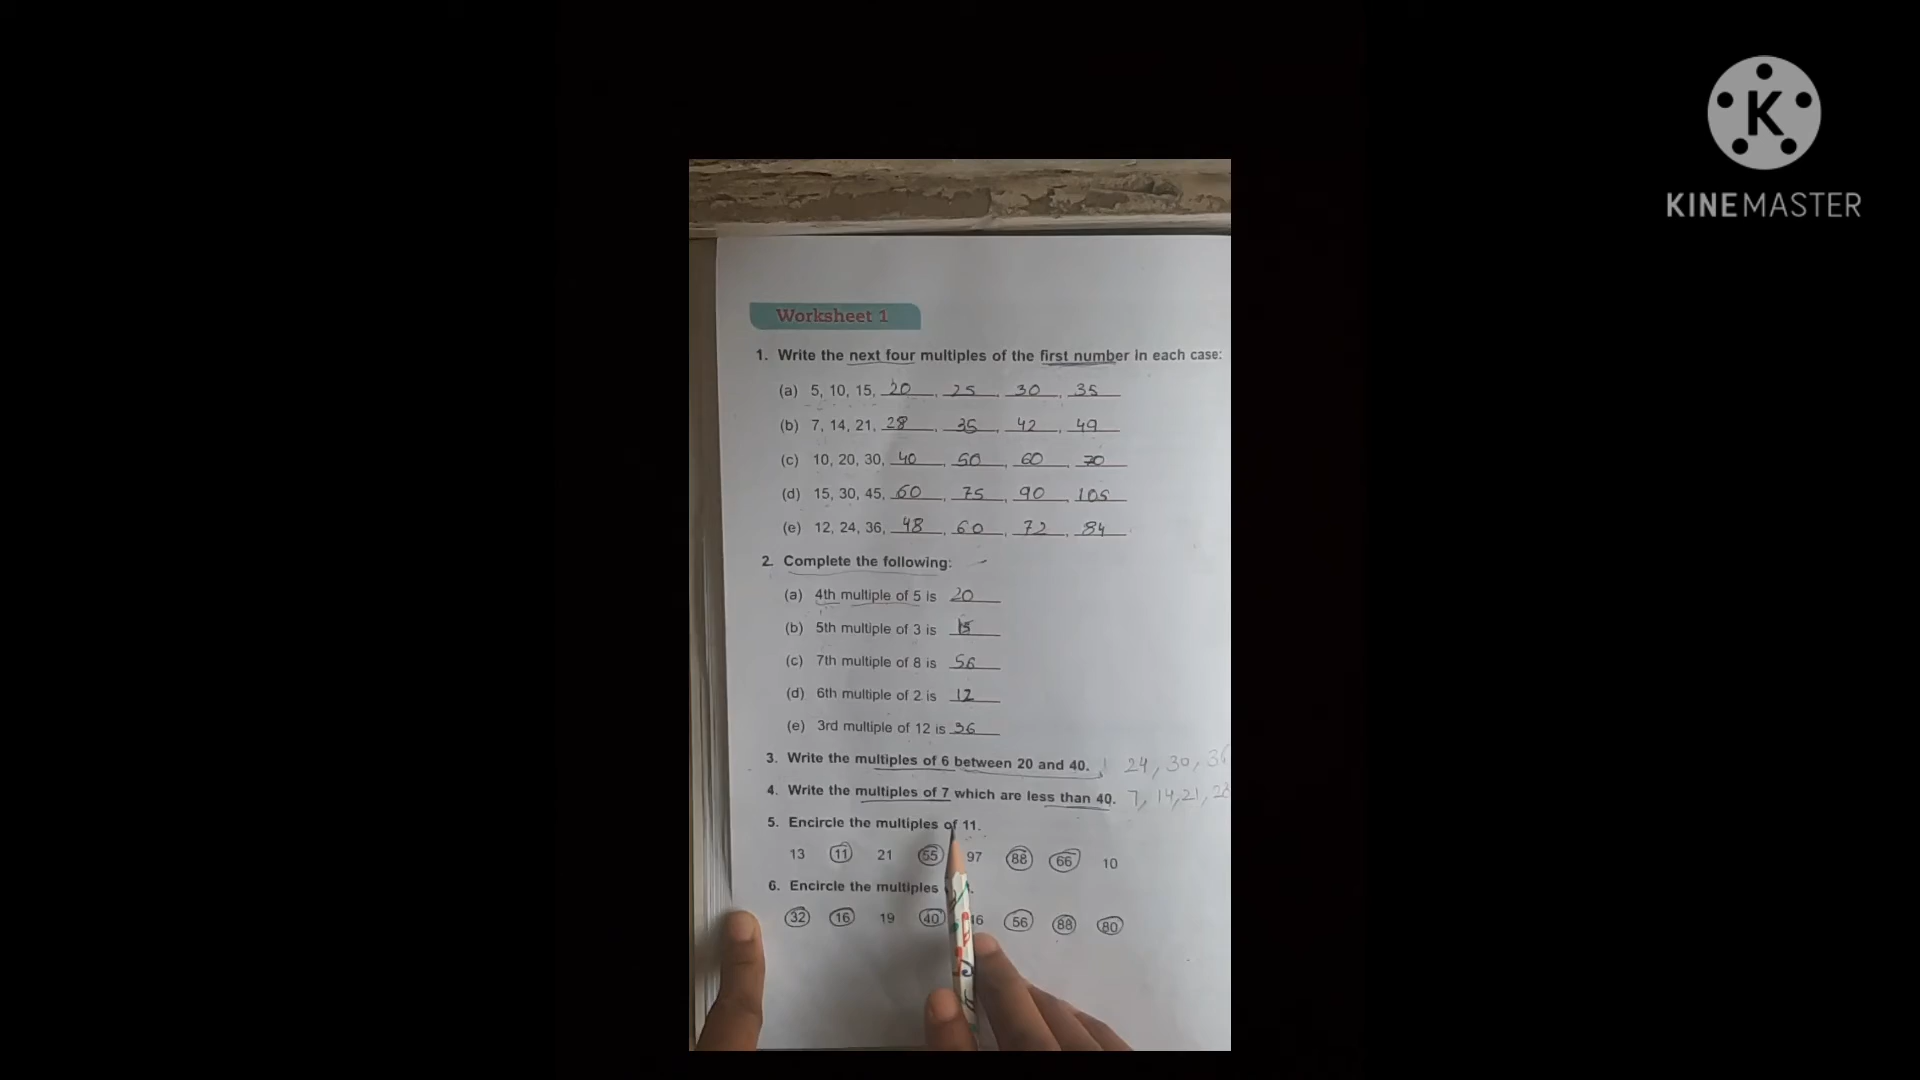 KINEMASTER
Worksheet 1
1. Write the next four multiples of the first number in each case:
(a) 5, 10, 15, 20, 25, 30, 35
(b) 7, 14, 21, 28, 35, 42, 49
(c) 10, 20, 30, 40, 50, 60, 70
(d) 15, 30, 45, 60, 75, 90, 105
(e) 12, 24, 36, 48, 60, 72, 84
2. Complete the following:
(a) 4th multiple of 5 is 20
(b) 5th multiple of 3 is 15
(c) 7th multiple of 8 is 56
(d) 6th multiple of 2 is 12
(e) 3rd multiple of 12 is 36
3. Write the multiples of 6 between 20 and 40. 24, 30, 36
4. Write the multiples of 7 which are less than 40. 7, 14, 21, 28
5. Encircle the multiples of 11.
13 11 21 55 97 88 66 10
6. Encircle the multiples
32 16 19 40 56 88 80